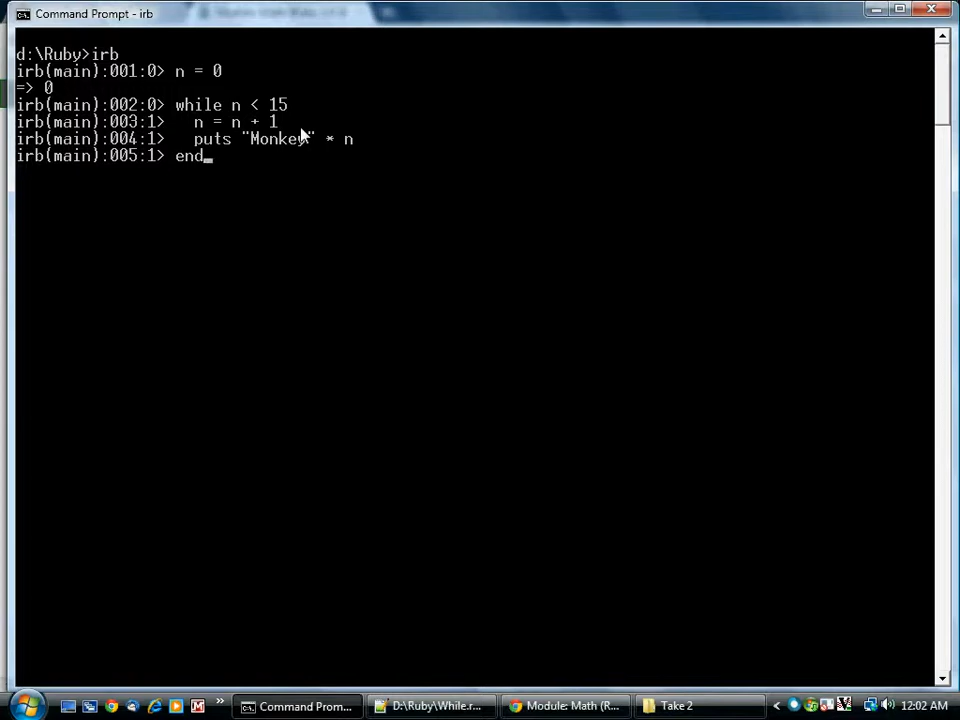 Command Prompt - irb
d:\Ruby>irb
irb(main):001:0> n = 0
=> 0
irb(main):002:0> while n < 15
irb(main):003:1>   n = n + 1
irb(main):004:1>   puts "Monkey" * n
irb(main):005:1> end_
Command Prom... D:\Ruby\While.r... Module: Math (R... Take 2 12:02 AM